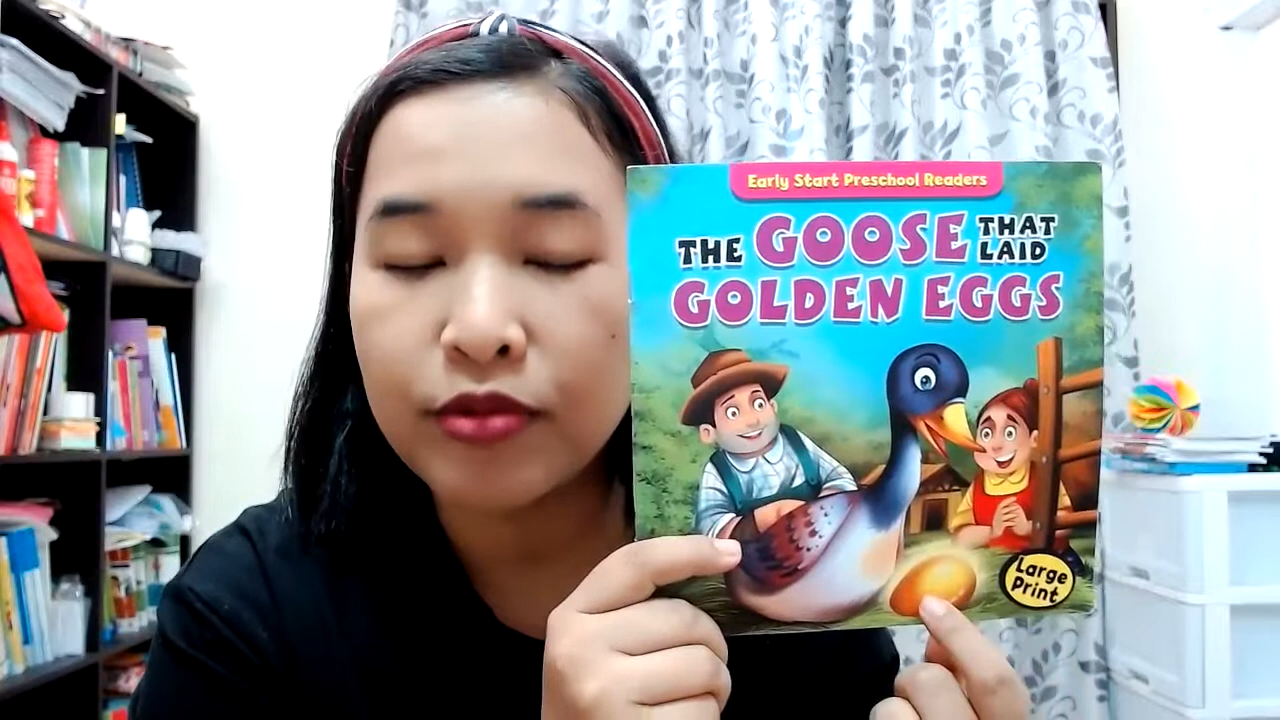 Early Start Preschool Readers
THE GOOSE THAT LAID
GOLDEN EGGS
Large
Print